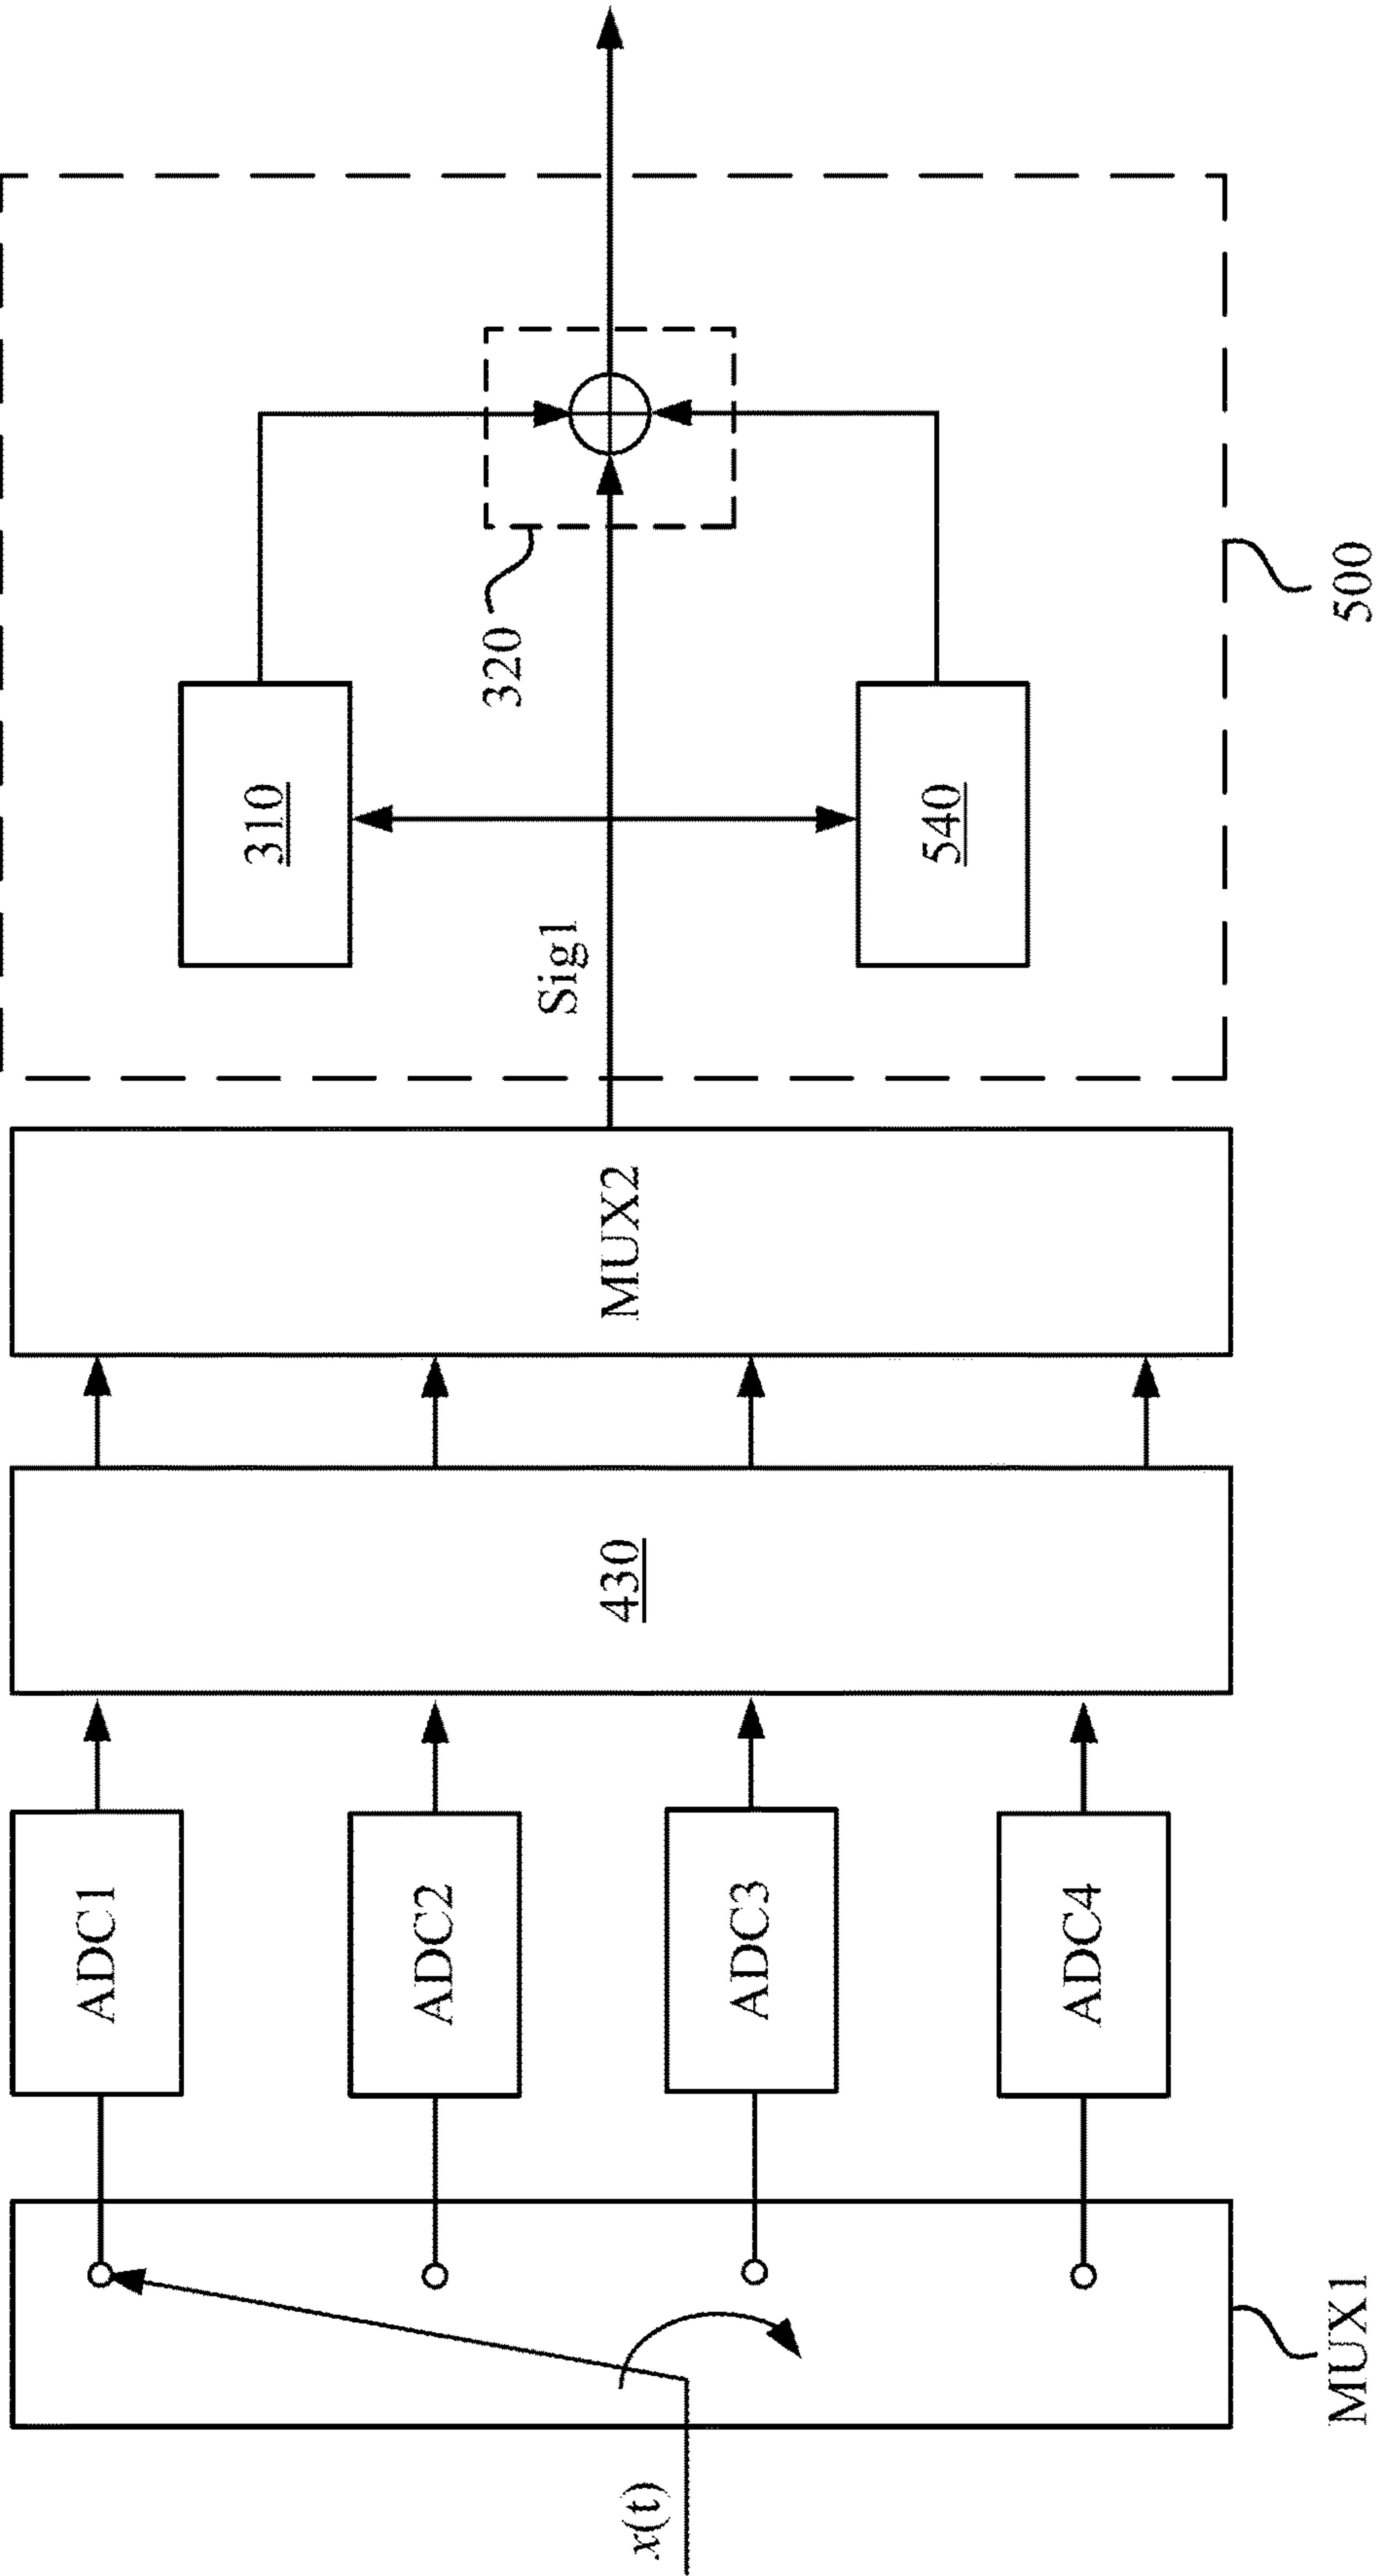 x(t)
MUX1
ADC1
ADC2
ADC3
ADC4
430
MUX2
Sig1
310
540
320
500